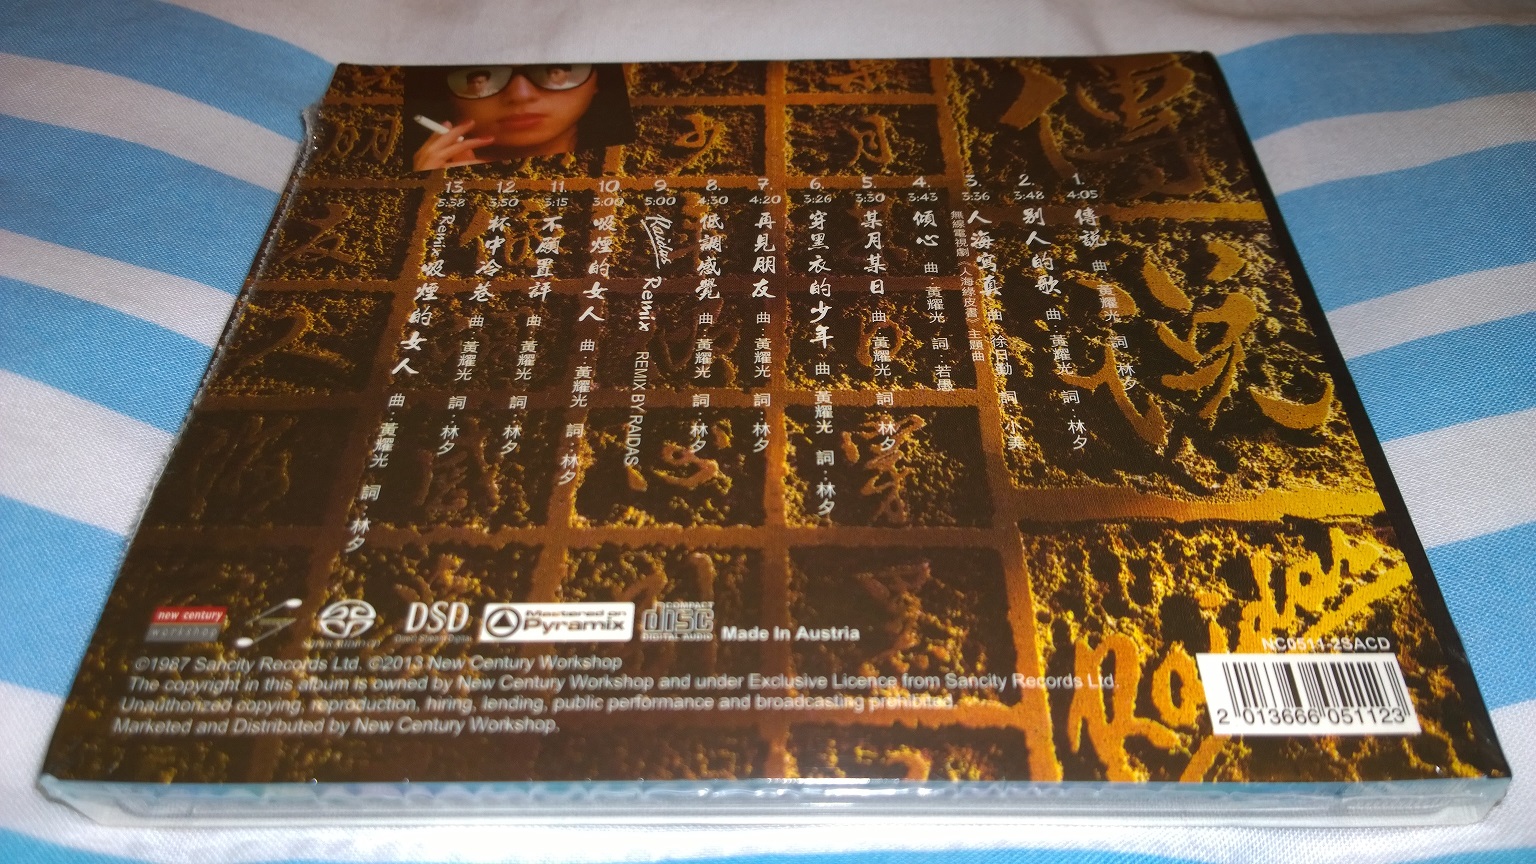 傳說
Raidas
1.
4:05
傳說 曲:黃耀光 詞:林夕
2.
3:48
別人的歌 曲:黃耀光 詞:林夕
3.
3:36
人海寫真 曲:徐日勤 詞:小美
無線電視劇《人海綠皮書》主題曲
4.
3:43
傾心 曲:黃耀光 詞:若愚
5.
3:30
某月某日 曲:黃耀光 詞:林夕
6.
3:26
穿黑衣的少年 曲:黃耀光 詞:林夕
7.
4:20
再見朋友 曲:黃耀光 詞:林夕
8.
4:30
低調感覺 曲:黃耀光 詞:林夕
9.
5:00
Raidas Remix REMIX BY RAIDAS
10.
3:00
吸煙的女人 曲:黃耀光 詞:林夕
11.
3:15
不願置評 曲:黃耀光 詞:林夕
12.
3:50
杯中冷巷 曲:黃耀光 詞:林夕
13.
5:38
Remix 吸煙的女人 曲:黃耀光 詞:林夕
new century
workshop
SUPER AUDIO CD
DSD
Direct Stream Digital
Mastered on
Pyramix
COMPACT
disc
DIGITAL AUDIO
Made In Austria
©1987 Sancity Records Ltd. ©2013 New Century Workshop
The copyright in this album is owned by New Century Workshop and under Exclusive Licence from Sancity Records Ltd.
Unauthorized copying, reproduction, hiring, lending, public performance and broadcasting prohibited.
Marketed and Distributed by New Century Workshop.
NC0511-2SACD
2 013666 051123